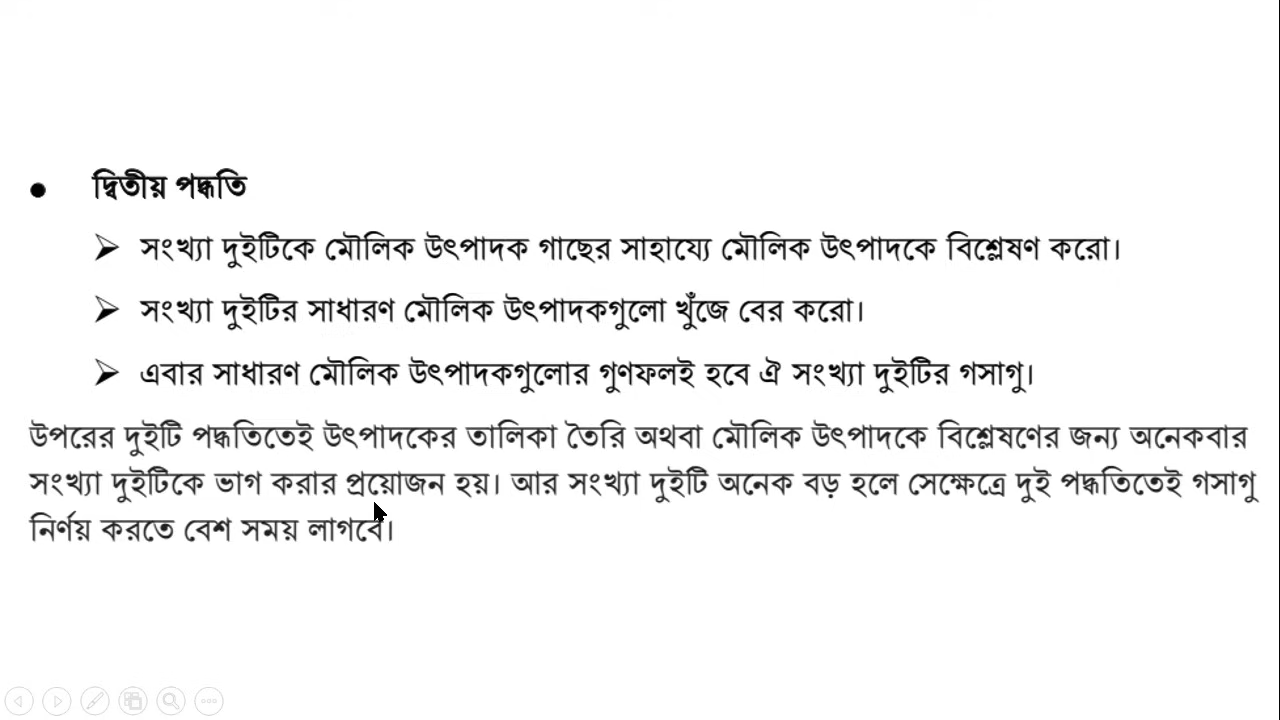 • দ্বিতীয় পদ্ধতি
➢ সংখ্যা দুইটিকে মৌলিক উৎপাদক গাছের সাহায্যে মৌলিক উৎপাদকে বিশ্লেষণ করো।
➢ সংখ্যা দুইটির সাধারণ মৌলিক উৎপাদকগুলো খুঁজে বের করো।
➢ এবার সাধারণ মৌলিক উৎপাদকগুলোর গুণফলই হবে ঐ সংখ্যা দুইটির গসাগু।
উপরের দুইটি পদ্ধতিতেই উৎপাদকের তালিকা তৈরি অথবা মৌলিক উৎপাদকে বিশ্লেষণের জন্য অনেকবার
সংখ্যা দুইটিকে ভাগ করার প্রয়োজন হয়। আর সংখ্যা দুইটি অনেক বড় হলে সেক্ষেত্রে দুই পদ্ধতিতেই গসাগু
নির্ণয় করতে বেশ সময় লাগবে।